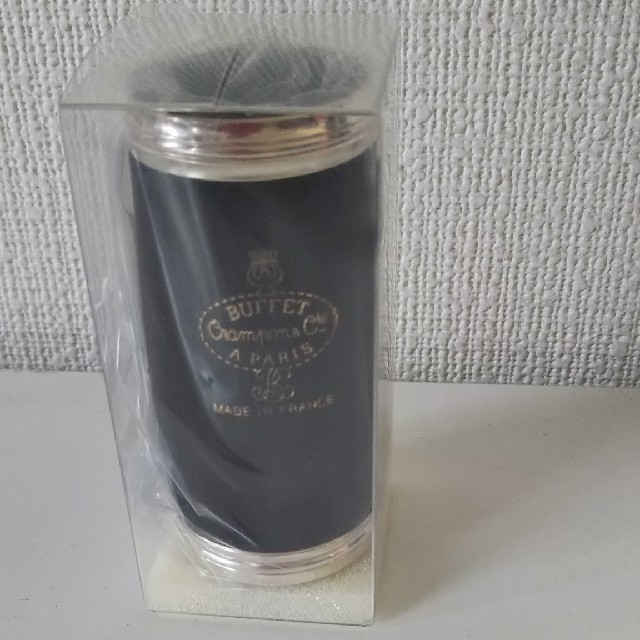 BUFFET
Crampon & Cie
A PARIS
MADE IN FRANCE